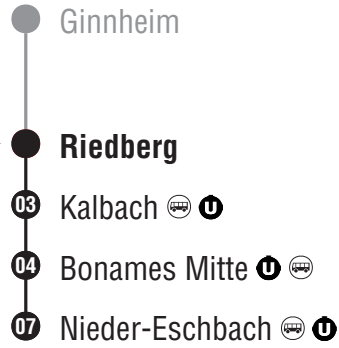 Ginnheim
Riedberg
03 Kalbach U
04 Bonames Mitte U
07 Nieder-Eschbach U